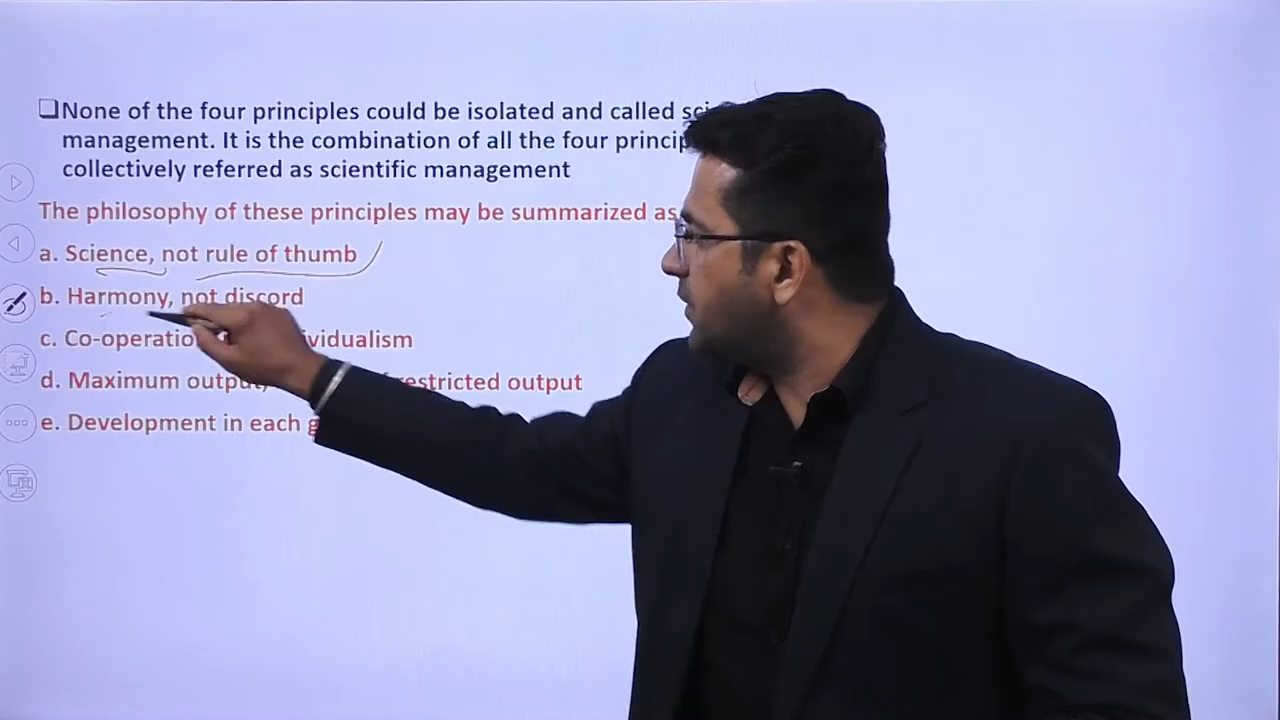 None of the four principles could be isolated and called
management. It is the combination of all the four
collectively referred as scientific management
The philosophy of these principles may be summarized as
a. Science, not rule of thumb
b. Harmony, not discord
c.
d. Maximum output, restricted output
e. Development in each